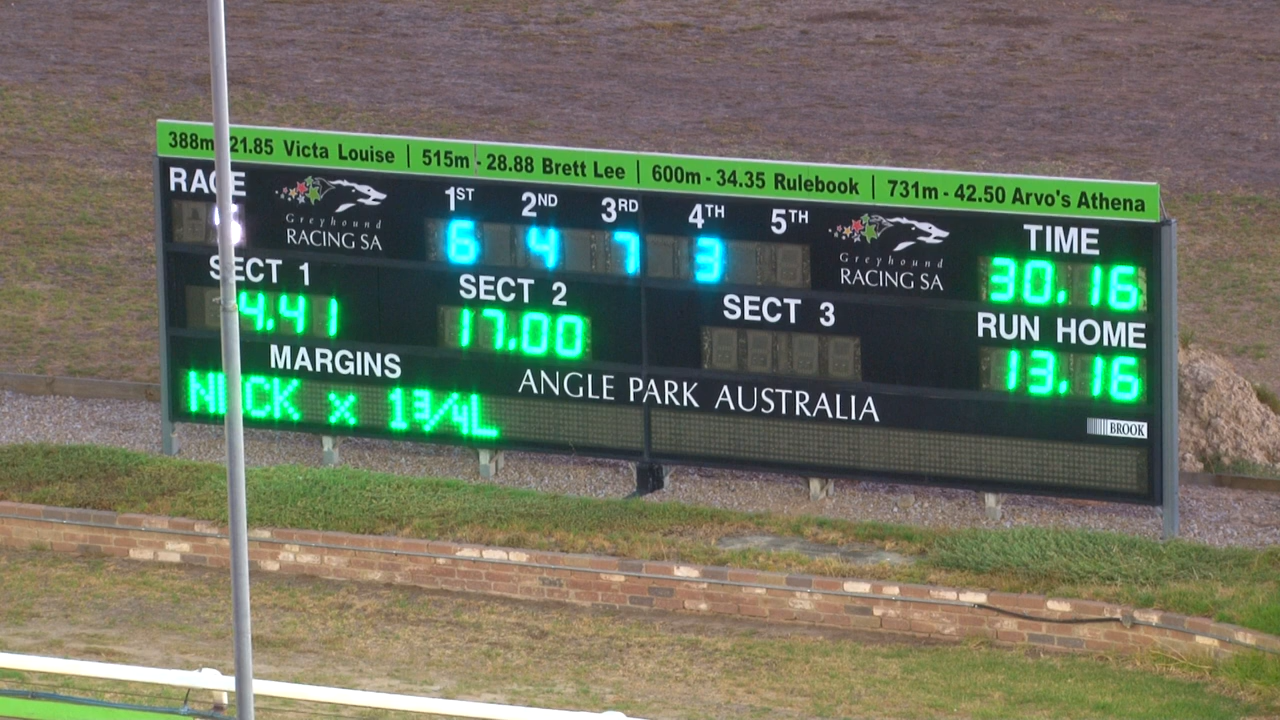 388m - 21.85 Victa Louise | 515m - 28.88 Brett Lee | 600m - 34.35 Rulebook | 731m - 42.50 Arvo's Athena
RACE
Greyhound
RACING SA
1ST 2ND 3RD 4TH 5TH
6 4 7 3
Greyhound
RACING SA
TIME
30.16
SECT 1
4.41
SECT 2
17.00
SECT 3
RUN HOME
13.16
MARGINS
NECK x 1¾L
ANGLE PARK AUSTRALIA
BROOK